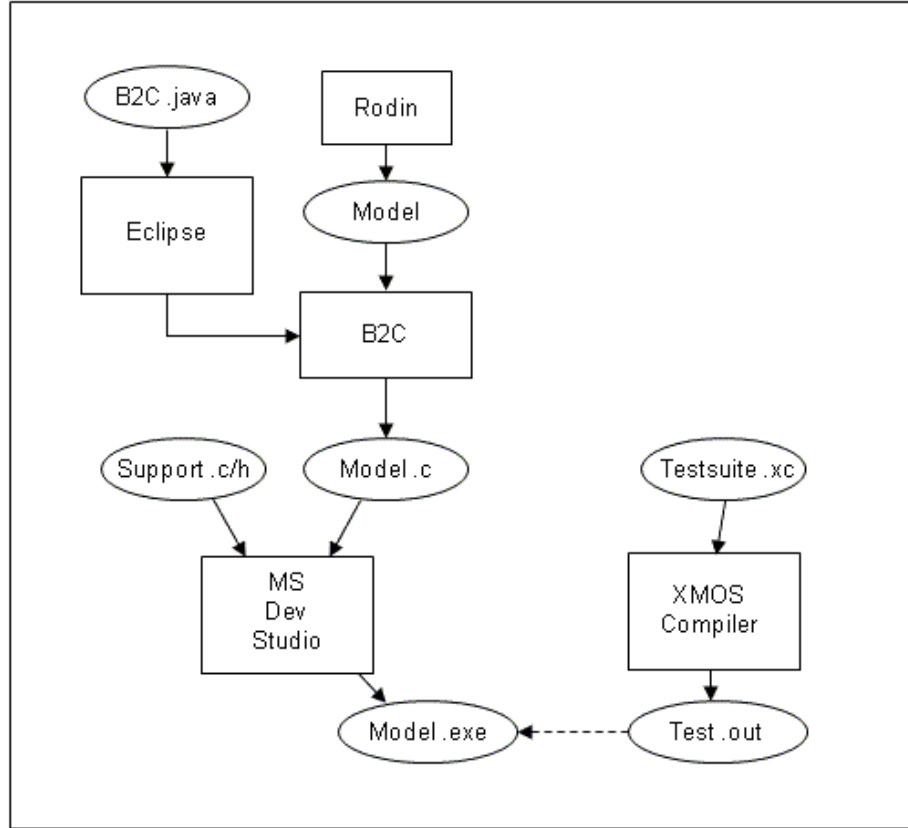 B2C.java
Rodin
Eclipse
Model
B2C
Support.c/h
Model.c
Testsuite.xc
MS
Dev
Studio
XMOS
Compiler
Model.exe
Test.out